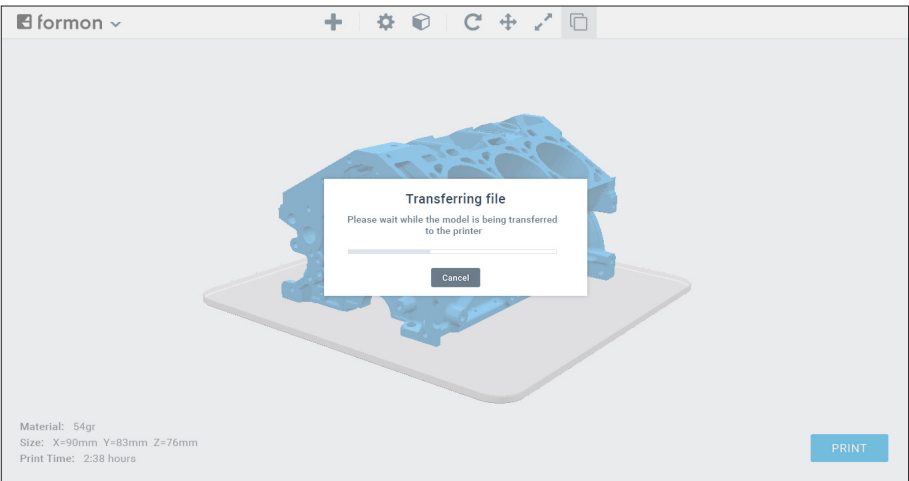 formon
Transferring file
Please wait while the model is being transferred
to the printer
Cancel
Material: 54gr
Size: X=90mm Y=83mm Z=76mm
Print Time: 2:38 hours
PRINT